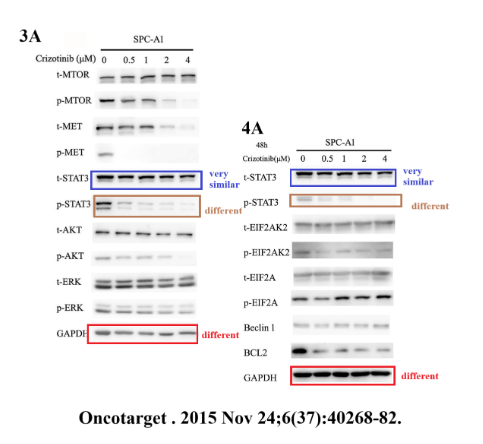 3A
SPC-A1
Crizotinib (μM) 0 0.5 1 2 4
t-MTOR
p-MTOR
t-MET
p-MET
t-STAT3 very similar
p-STAT3 different
t-AKT
p-AKT
t-ERK
p-ERK
GAPDH different
4A
48h SPC-A1
Crizotinib(μM) 0 0.5 1 2 4
t-STAT3 very similar
p-STAT3 different
t-EIF2AK2
p-EIF2AK2
t-EIF2A
p-EIF2A
Beclin 1
BCL2
GAPDH different
Oncotarget . 2015 Nov 24;6(37):40268-82.